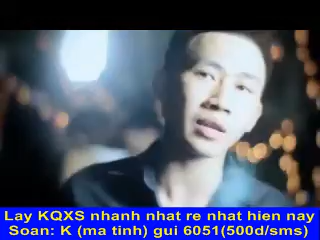 Lay KQXS nhanh nhat re nhat hien nay
Soan: K (ma tinh) gui 6051(500d/sms)